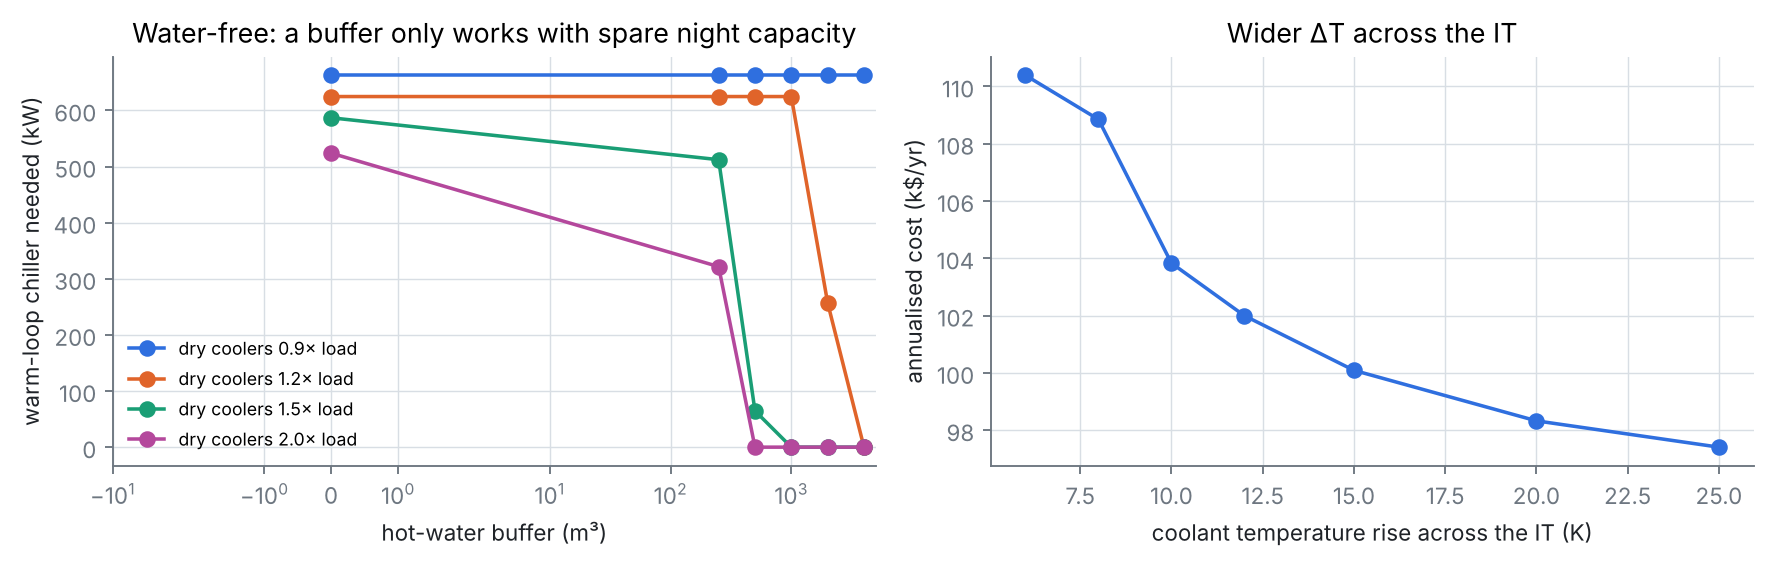 Water-free: a buffer only works with spare night capacity
warm-loop chiller needed (kW)
600
500
400
300
200
100
0
dry coolers 0.9× load
dry coolers 1.2× load
dry coolers 1.5× load
dry coolers 2.0× load
−10¹
−10⁰
0
10⁰
10¹
10²
10³
hot-water buffer (m³)
Wider ΔT across the IT
annualised cost (k$/yr)
110
108
106
104
102
100
98
7.5
10.0
12.5
15.0
17.5
20.0
22.5
25.0
coolant temperature rise across the IT (K)